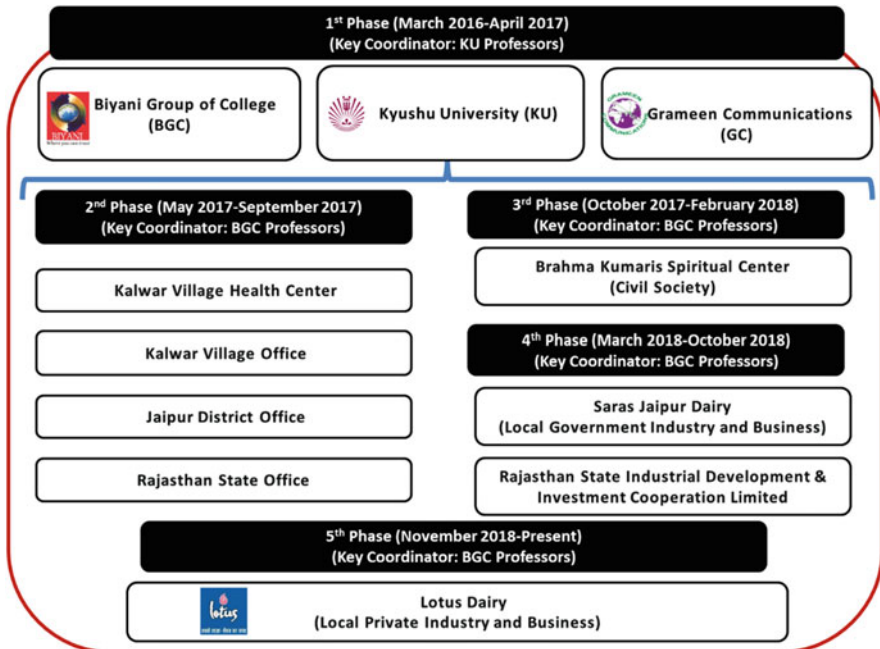 1st Phase (March 2016-April 2017)
(Key Coordinator: KU Professors)
BIYANI
Biyani Group of College
(BGC)
Kyushu University (KU)
GRAMEEN
COMMUNICATIONS
Grameen Communications
(GC)
2nd Phase (May 2017-September 2017)
(Key Coordinator: BGC Professors)
Kalwar Village Health Center
Kalwar Village Office
Jaipur District Office
Rajasthan State Office
3rd Phase (October 2017-February 2018)
(Key Coordinator: BGC Professors)
Brahma Kumaris Spiritual Center
(Civil Society)
4th Phase (March 2018-October 2018)
(Key Coordinator: BGC Professors)
Saras Jaipur Dairy
(Local Government Industry and Business)
Rajasthan State Industrial Development &
Investment Cooperation Limited
5th Phase (November 2018-Present)
(Key Coordinator: BGC Professors)
lotus
Lotus Dairy
(Local Private Industry and Business)